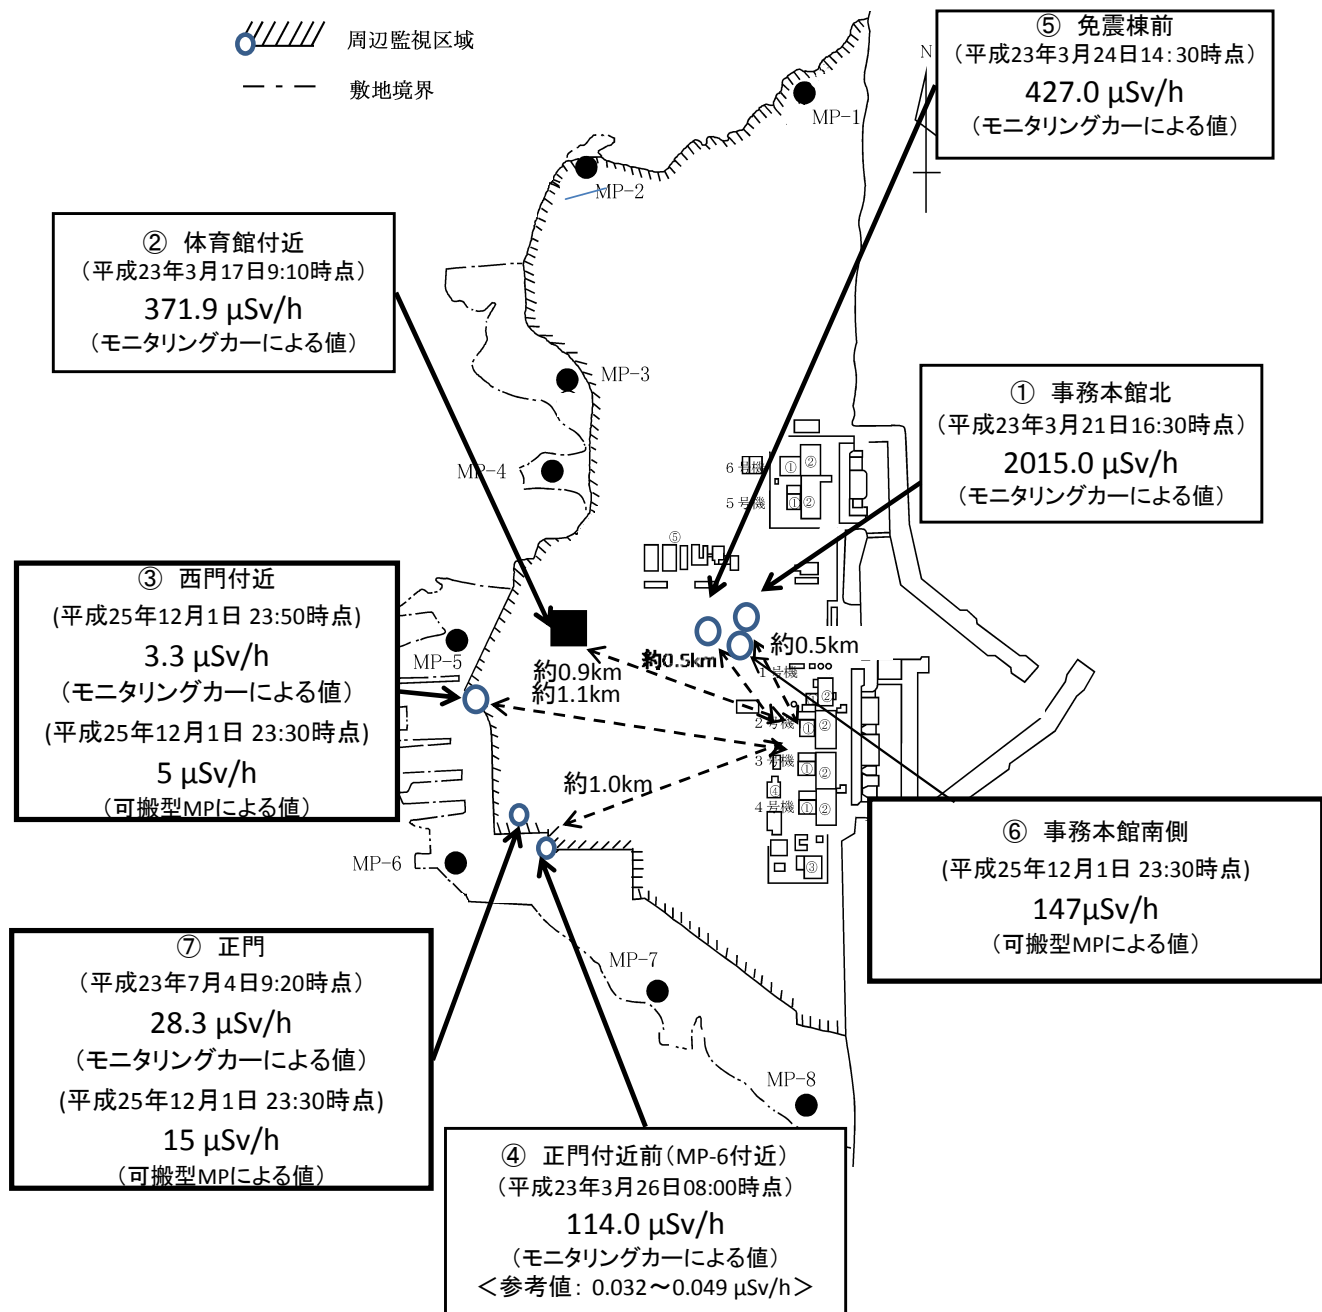 周辺監視区域
敷地境界
⑤ 免震棟前
(平成23年3月24日14:30時点)
427.0 μSv/h
(モニタリングカーによる値)
N
MP-1
MP-2
② 体育館付近
(平成23年3月17日9:10時点)
371.9 μSv/h
(モニタリングカーによる値)
MP-3
① 事務本館北
(平成23年3月21日16:30時点)
2015.0 μSv/h
(モニタリングカーによる値)
MP-4
6号機
①
②
5号機
①
②
⑤
③ 西門付近
(平成25年12月1日 23:50時点)
3.3 μSv/h
(モニタリングカーによる値)
(平成25年12月1日 23:30時点)
5 μSv/h
(可搬型MPによる値)
MP-5
約0.9km
約1.1km
約0.5km
約0.5km
1号機
②
2号機
①
②
3号機
①
②
約1.0km
④
4号機
①
②
③
MP-6
⑥ 事務本館南側
(平成25年12月1日 23:30時点)
147μSv/h
(可搬型MPによる値)
⑦ 正門
(平成23年7月4日9:20時点)
28.3 μSv/h
(モニタリングカーによる値)
(平成25年12月1日 23:30時点)
15 μSv/h
(可搬型MPによる値)
MP-7
MP-8
④ 正門付近前(MP-6付近)
(平成23年3月26日08:00時点)
114.0 μSv/h
(モニタリングカーによる値)
＜参考値: 0.032～0.049 μSv/h＞